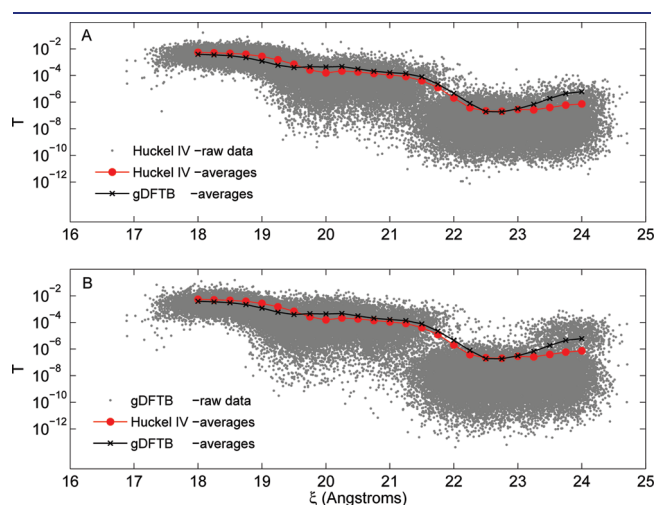 A
10⁻²
10⁻⁴
10⁻⁶
10⁻⁸
10⁻¹⁰
10⁻¹²
T
Huckel IV −raw data
Huckel IV −averages
gDFTB −averages
16 17 18 19 20 21 22 23 24 25
B
10⁻²
10⁻⁴
10⁻⁶
10⁻⁸
10⁻¹⁰
10⁻¹²
T
gDFTB −raw data
Huckel IV −averages
gDFTB −averages
16 17 18 19 20 21 22 23 24 25
ξ (Angstroms)